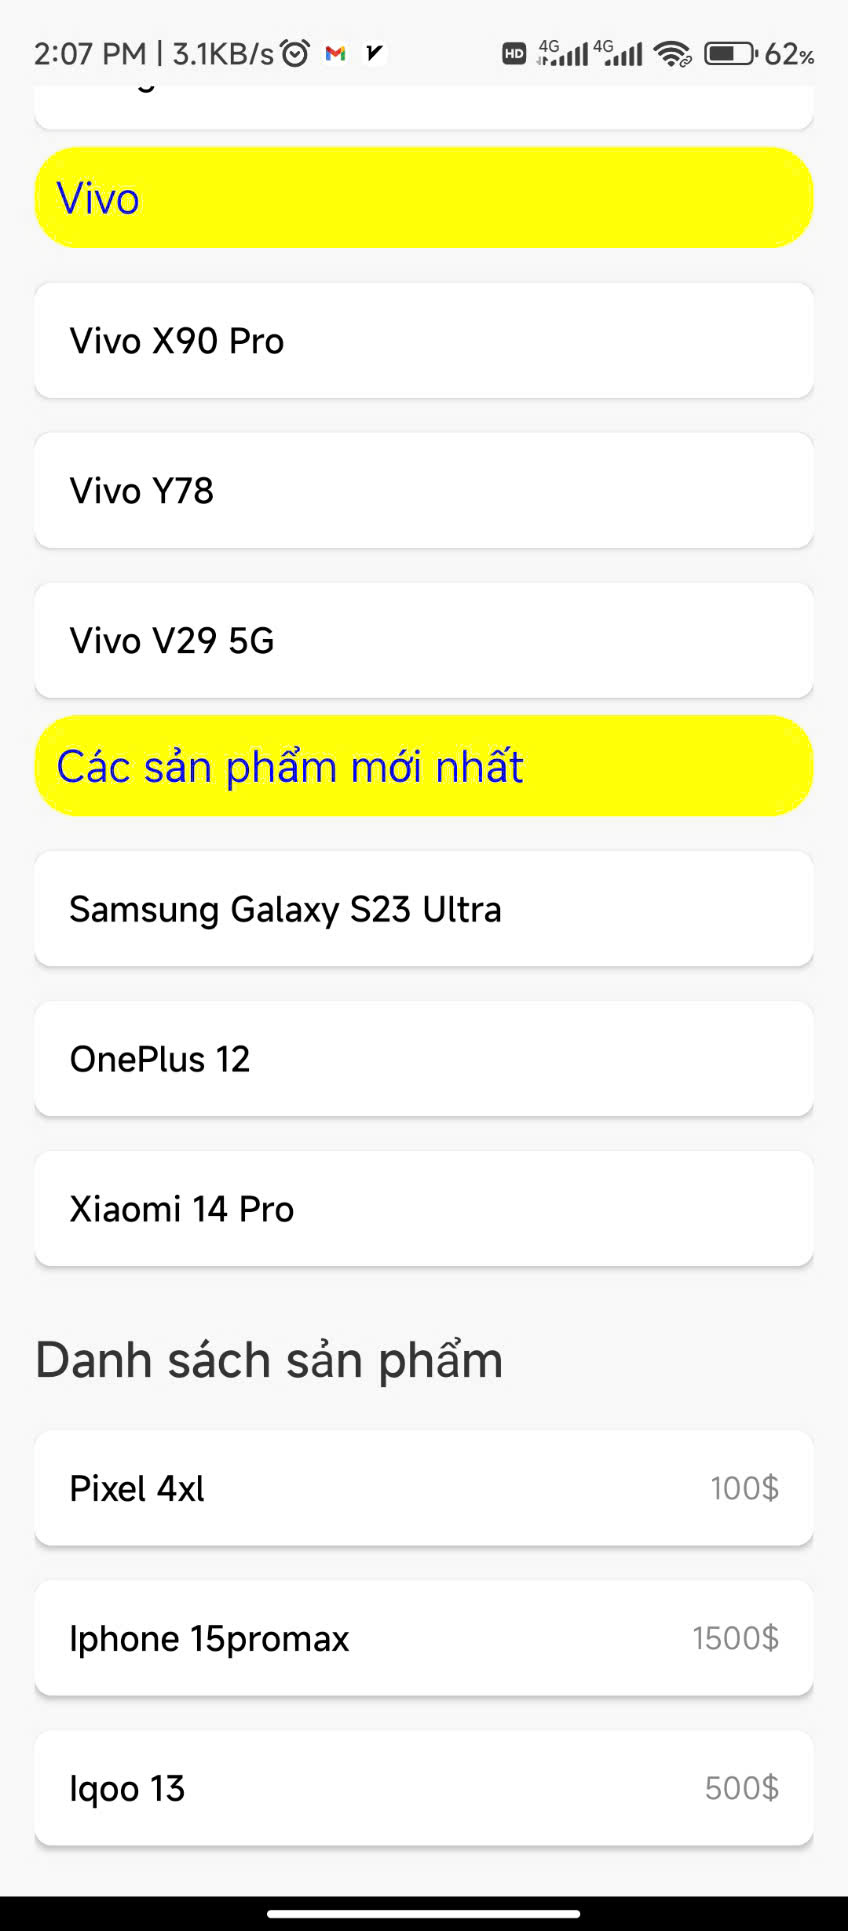 2:07 PM | 3.1KB/s
HD 4G 4G 62%
Vivo
Vivo X90 Pro
Vivo Y78
Vivo V29 5G
Các sản phẩm mới nhất
Samsung Galaxy S23 Ultra
OnePlus 12
Xiaomi 14 Pro
Danh sách sản phẩm
Pixel 4xl 100$
Iphone 15promax 1500$
Iqoo 13 500$